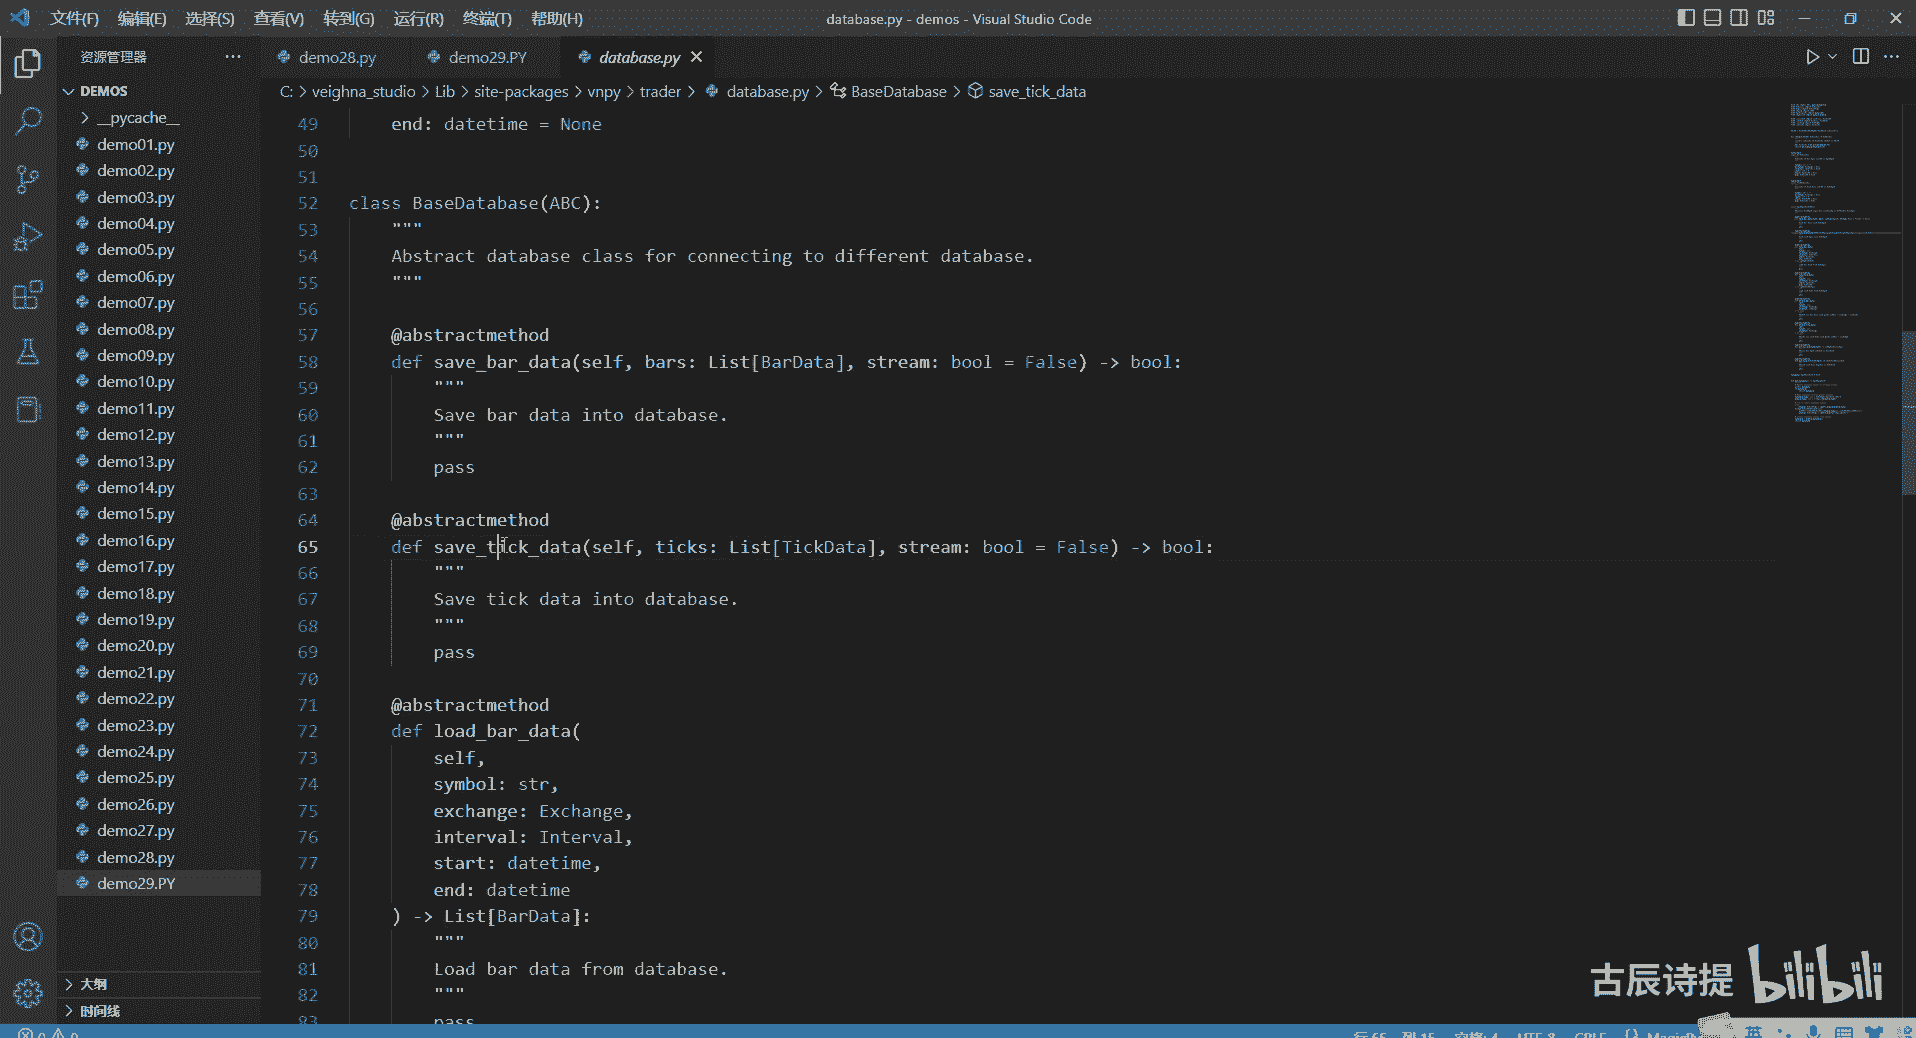 文件(F) 编辑(E) 选择(S) 查看(V) 转到(G) 运行(R) 终端(T) 帮助(H) database.py - demos - Visual Studio Code
资源管理器 ··· demo28.py demo29.PY database.py
DEMOS
C: > veighna_studio > Lib > site-packages > vnpy > trader > database.py > BaseDatabase > save_tick_data
__pycache__
demo01.py
demo02.py
demo03.py
demo04.py
demo05.py
demo06.py
demo07.py
demo08.py
demo09.py
demo10.py
demo11.py
demo12.py
demo13.py
demo14.py
demo15.py
demo16.py
demo17.py
demo18.py
demo19.py
demo20.py
demo21.py
demo22.py
demo23.py
demo24.py
demo25.py
demo26.py
demo27.py
demo28.py
demo29.PY
大纲
时间线
49 end: datetime = None
50
51
52 class BaseDatabase(ABC):
53 """
54 Abstract database class for connecting to different database.
55 """
56
57 @abstractmethod
58 def save_bar_data(self, bars: List[BarData], stream: bool = False) -> bool:
59 """
60 Save bar data into database.
61 """
62 pass
63
64 @abstractmethod
65 def save_tick_data(self, ticks: List[TickData], stream: bool = False) -> bool:
66 """
67 Save tick data into database.
68 """
69 pass
70
71 @abstractmethod
72 def load_bar_data(
73 self,
74 symbol: str,
75 exchange: Exchange,
76 interval: Interval,
77 start: datetime,
78 end: datetime
79 ) -> List[BarData]:
80 """
81 Load bar data from database.
82 """
83 pass
古辰诗提 bilibili
行 65, 列 15 空格: 4 UTF-8 CRLF
英